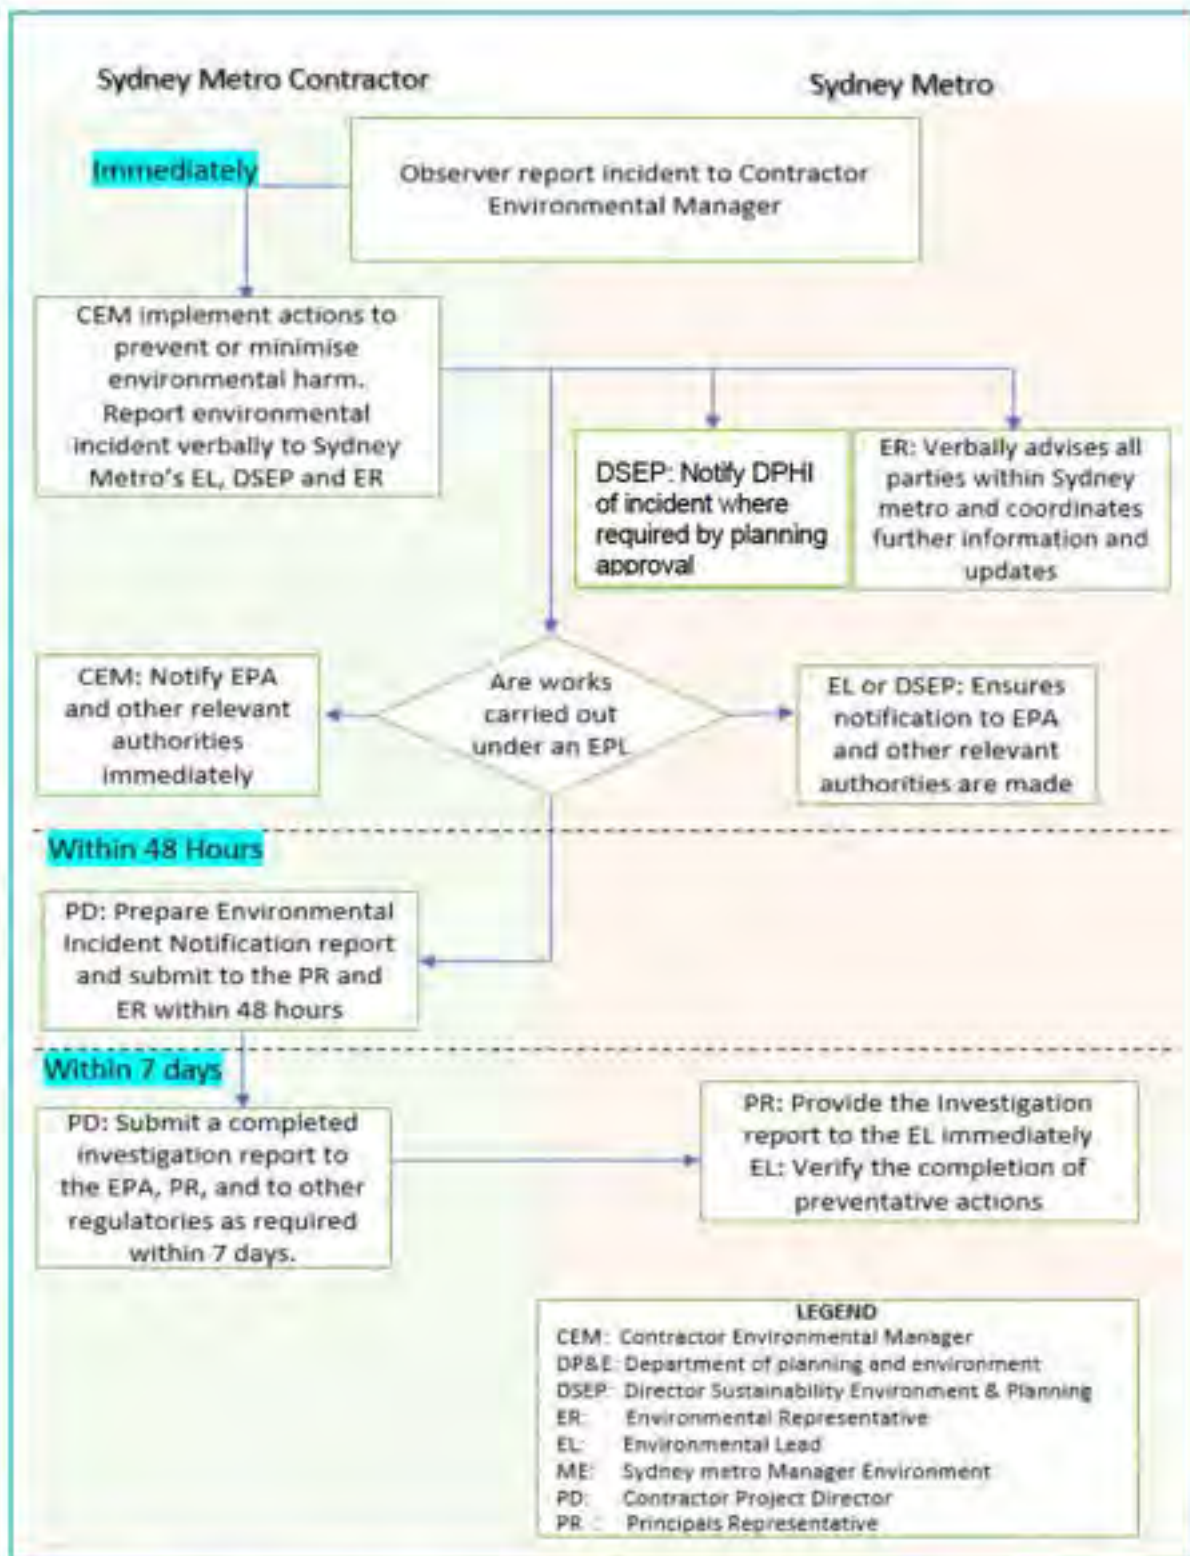 Sydney Metro Contractor
Sydney Metro
Immediately
Observer report incident to Contractor
Environmental Manager
CEM implement actions to
prevent or minimise
environmental harm.
Report environmental
incident verbally to Sydney
Metro's EL, DSEP and ER
DSEP: Notify DPHI
of incident where
required by planning
approval
ER: Verbally advises all
parties within Sydney
metro and coordinates
further information and
updates
CEM: Notify EPA
and other relevant
authorities
immediately
Are works
carried out
under an EPL
EL or DSEP: Ensures
notification to EPA
and other relevant
authorities are made
Within 48 Hours
PD: Prepare Environmental
Incident Notification report
and submit to the PR and
ER within 48 hours
Within 7 days
PD: Submit a completed
investigation report to
the EPA, PR, and to other
regulatories as required
within 7 days.
PR: Provide the Investigation
report to the EL immediately
EL: Verify the completion of
preventative actions
LEGEND
CEM: Contractor Environmental Manager
DP&E: Department of planning and environment
DSEP: Director Sustainability Environment & Planning
ER: Environmental Representative
EL: Environmental Lead
ME: Sydney metro Manager Environment
PD: Contractor Project Director
PR : Principals Representative